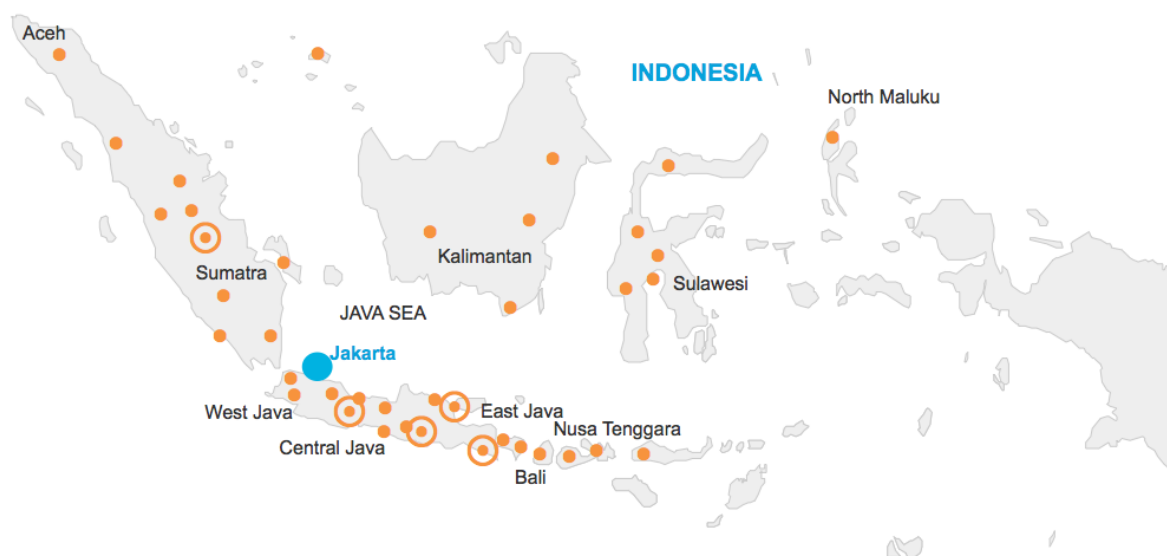 Aceh
INDONESIA
North Maluku
Kalimantan
Sumatra
Sulawesi
JAVA SEA
Jakarta
West Java
East Java
Nusa Tenggara
Central Java
Bali